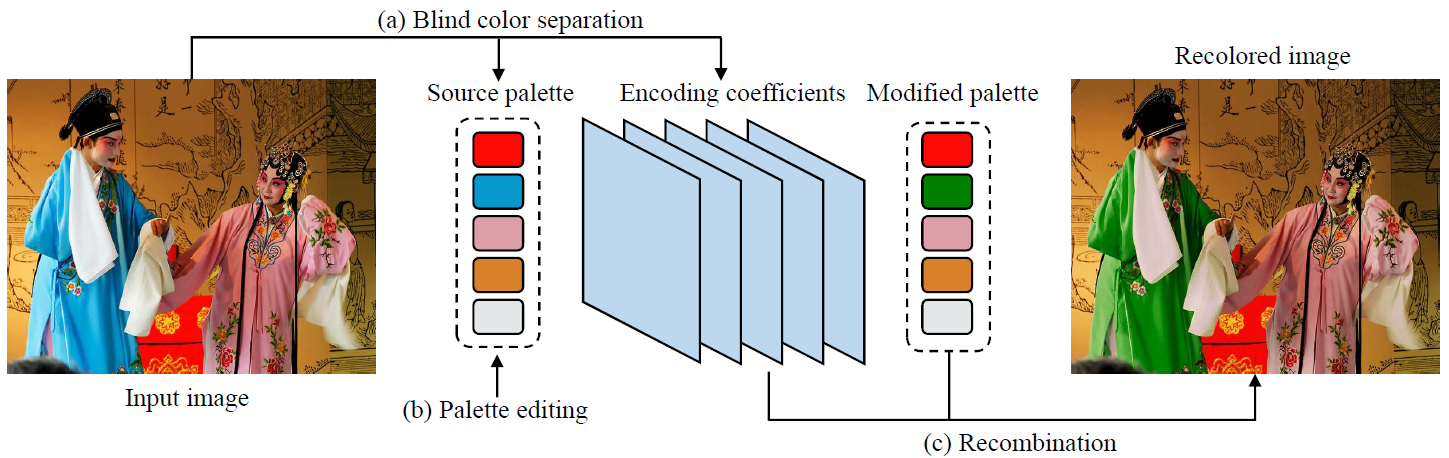 (a) Blind color separation
Recolored image
Source palette
Encoding coefficients
Modified palette
Input image
(b) Palette editing
(c) Recombination